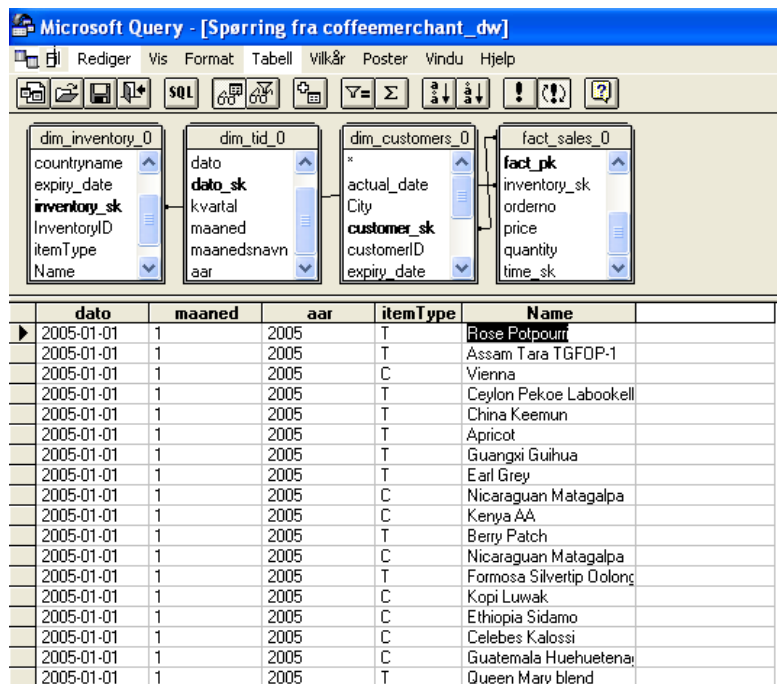 Microsoft Query - [Spørring fra coffeemerchant_dw]
Fil Rediger Vis Format Tabell Vilkår Poster Vindu Hjelp
SQL
dim_inventory_0
countryname
expiry_date
inventory_sk
InventoryID
itemType
Name
dim_tid_0
dato
dato_sk
kvartal
maaned
maanedsnavn
aar
dim_customers_0
*
actual_date
City
customer_sk
customerID
expiry_date
fact_sales_0
fact_pk
inventory_sk
orderno
price
quantity
time_sk
dato maaned aar itemType Name
2005-01-01 1 2005 T Rose Potpourri
2005-01-01 1 2005 T Assam Tara TGFOP-1
2005-01-01 1 2005 C Vienna
2005-01-01 1 2005 T Ceylon Pekoe Labookell
2005-01-01 1 2005 T China Keemun
2005-01-01 1 2005 T Apricot
2005-01-01 1 2005 T Guangxi Guihua
2005-01-01 1 2005 T Earl Grey
2005-01-01 1 2005 C Nicaraguan Matagalpa
2005-01-01 1 2005 C Kenya AA
2005-01-01 1 2005 T Berry Patch
2005-01-01 1 2005 C Nicaraguan Matagalpa
2005-01-01 1 2005 T Formosa Silvertip Oolong
2005-01-01 1 2005 C Kopi Luwak
2005-01-01 1 2005 C Ethiopia Sidamo
2005-01-01 1 2005 C Celebes Kalossi
2005-01-01 1 2005 C Guatemala Huehuetena
2005-01-01 1 2005 T Queen Mary blend